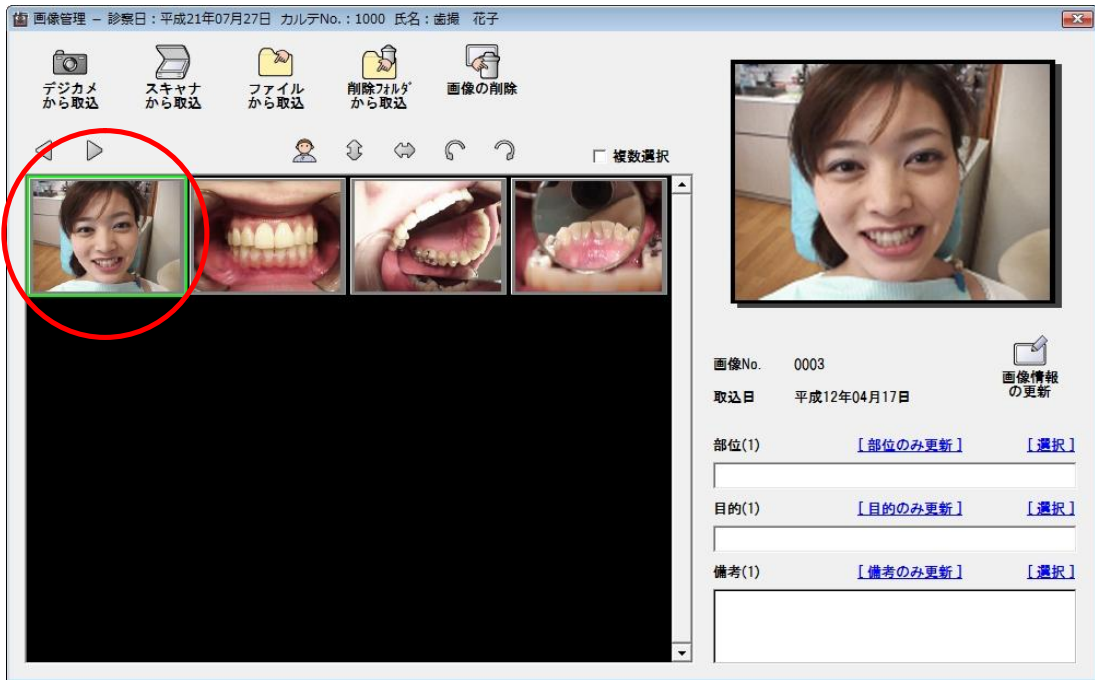 画像管理 － 診察日：平成21年07月27日 カルテNo.：1000 氏名：歯撮　花子
デジカメ
から取込
スキャナ
から取込
ファイル
から取込
削除フォルダ
から取込
画像の削除
複数選択
画像No. 0003
画像情報
の更新
取込日 平成12年04月17日
部位(1) [部位のみ更新] [選択]
目的(1) [目的のみ更新] [選択]
備考(1) [備考のみ更新] [選択]